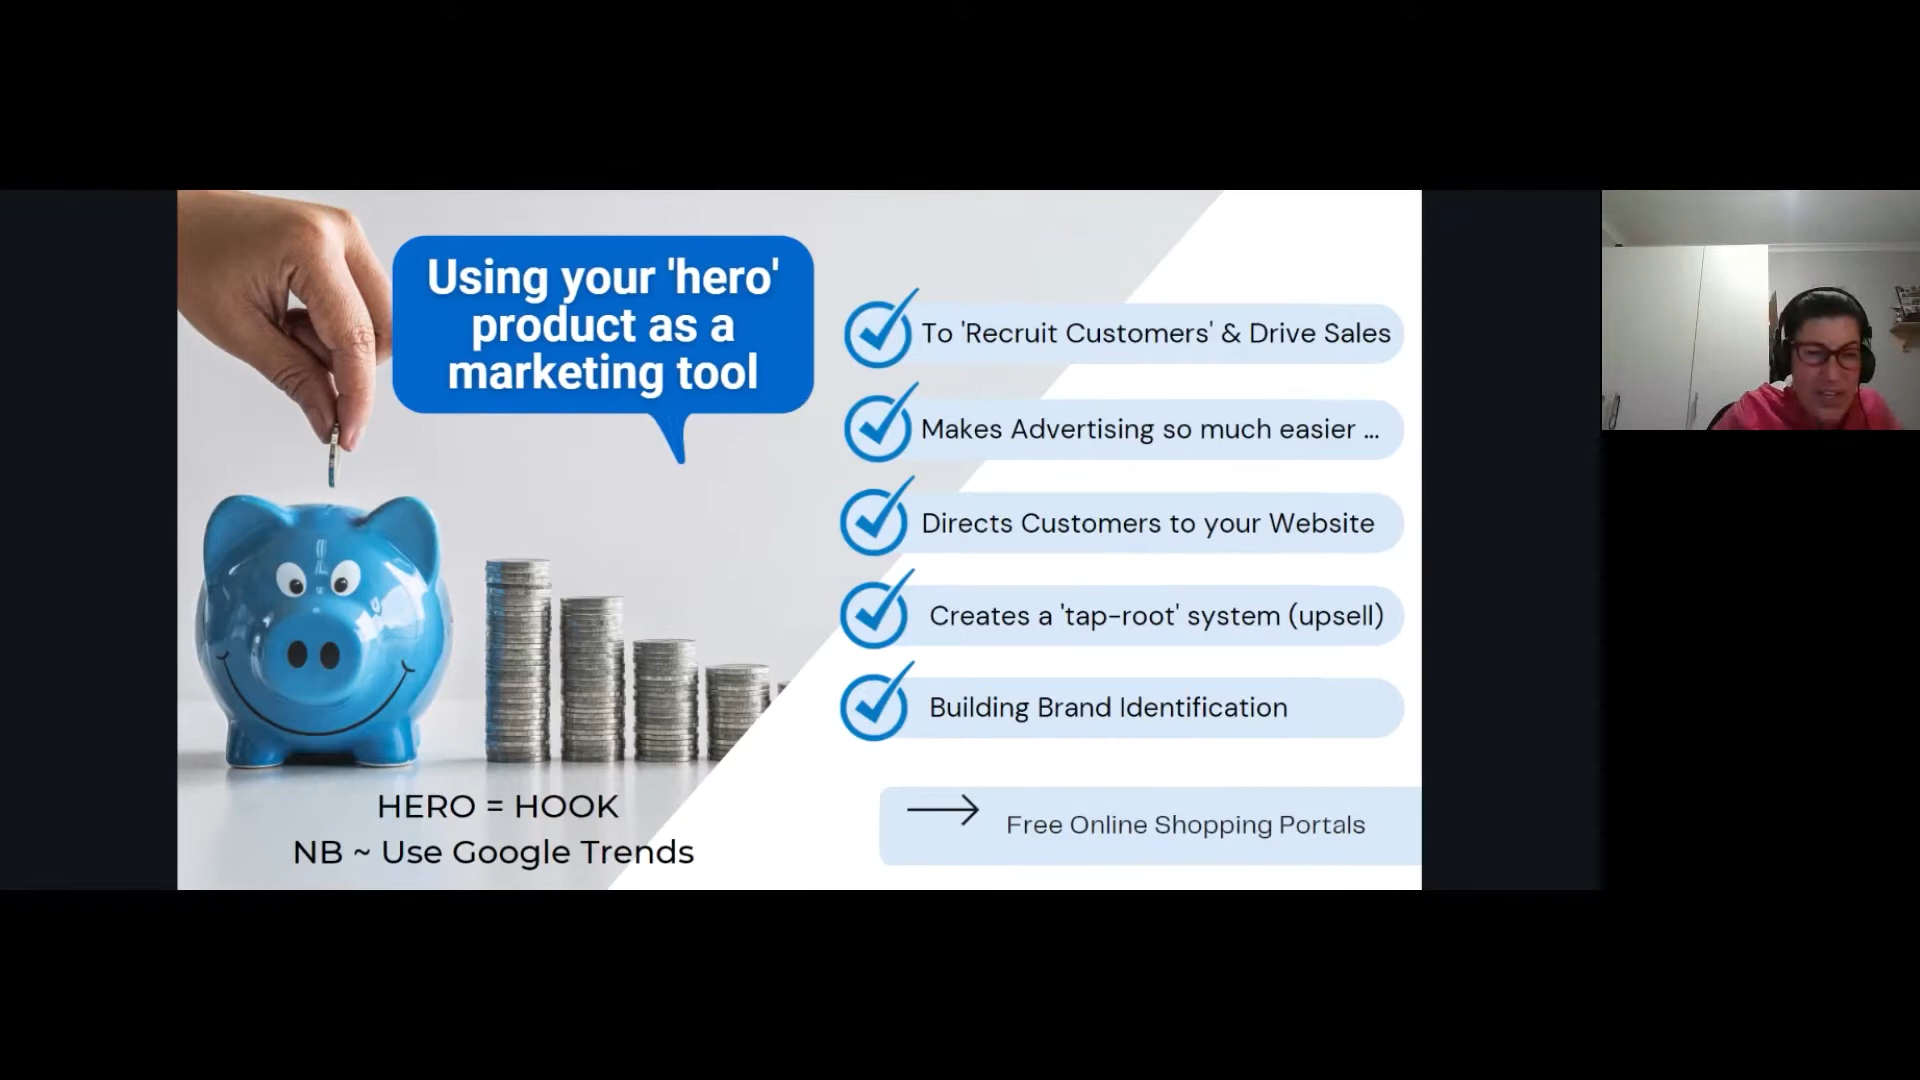 Using your 'hero'
product as a
marketing tool
To 'Recruit Customers' & Drive Sales
Makes Advertising so much easier ...
Directs Customers to your Website
Creates a 'tap-root' system (upsell)
Building Brand Identification
HERO = HOOK
NB ~ Use Google Trends
Free Online Shopping Portals